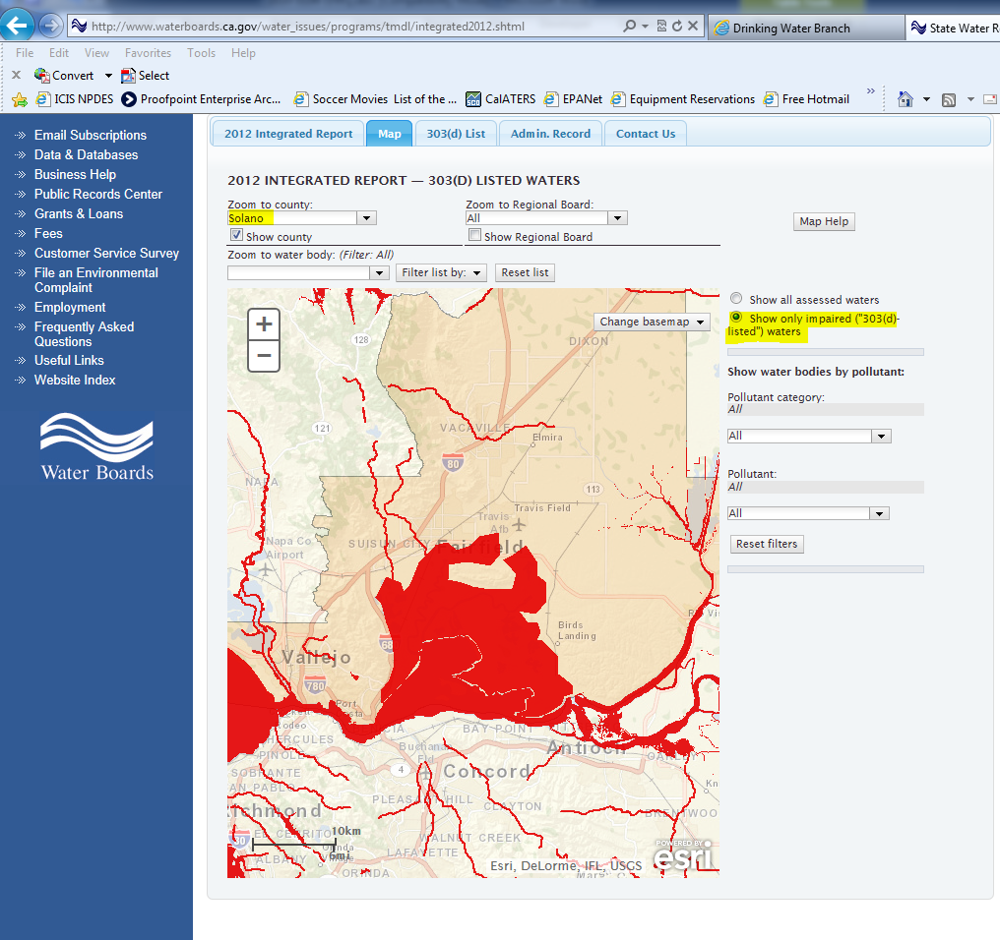 http://www.waterboards.ca.gov/water_issues/programs/tmdl/integrated2012.shtml
Drinking Water Branch
State Water R
File Edit View Favorites Tools Help
Convert Select
ICIS NPDES Proofpoint Enterprise Arc... Soccer Movies List of the ... CalATERS EPANet Equipment Reservations Free Hotmail
Email Subscriptions
Data & Databases
Business Help
Public Records Center
Grants & Loans
Fees
Customer Service Survey
File an Environmental
Complaint
Employment
Frequently Asked
Questions
Useful Links
Website Index
Water Boards
2012 Integrated Report Map 303(d) List Admin. Record Contact Us
2012 INTEGRATED REPORT — 303(D) LISTED WATERS
Zoom to county: Zoom to Regional Board:
Solano All
Map Help
Show county Show Regional Board
Zoom to water body: (Filter: All)
Filter list by: Reset list
Show all assessed waters
Show only impaired ("303(d)-
listed") waters
Show water bodies by pollutant:
Pollutant category:
All
All
Pollutant:
All
All
Reset filters
+
−
Change basemap
128
DIXON
121
VACAVILLE
Elmira
80
NAPA
113
Travis Field
Travis
Afb
SUISUN CITY
Fairfield
Napa Co
Airport
Birds
Landing
Rio Vis
680
Vallejo
780
Port
Costa
Rodeo
HERCULES
PINOLE
BAY POINT
Buchanan
Fld
Antioch
OAKLEY
SOBRANTE
4
Concord
SAN PABLO
Kn
PLEASANT HILL
CLAYTON
Richmond
BRENTWOO
EL CERRITO
10km
WALNUT CREEK
6mi
Orinda
Village
ALBANY
LAFAYETTE
ORINDA
Esri, DeLorme, IFL, USGS
POWERED BY
esri